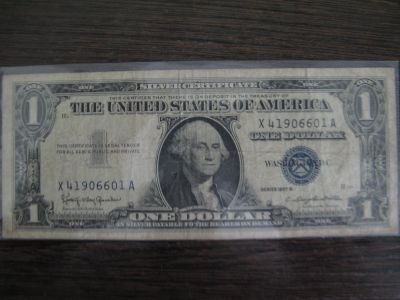 SILVER CERTIFICATE
THIS CERTIFIES THAT THERE IS ON DEPOSIT IN THE TREASURY OF
THE UNITED STATES OF AMERICA
1
1
X 41906601 A
ONE DOLLAR
THIS CERTIFICATE IS LEGAL TENDER
FOR ALL DEBTS, PUBLIC AND PRIVATE
WASHINGTON, D.C.
X 41906601 A
SERIES 1957 B
1
1
ONE DOLLAR
IN SILVER PAYABLE TO THE BEARER ON DEMAND